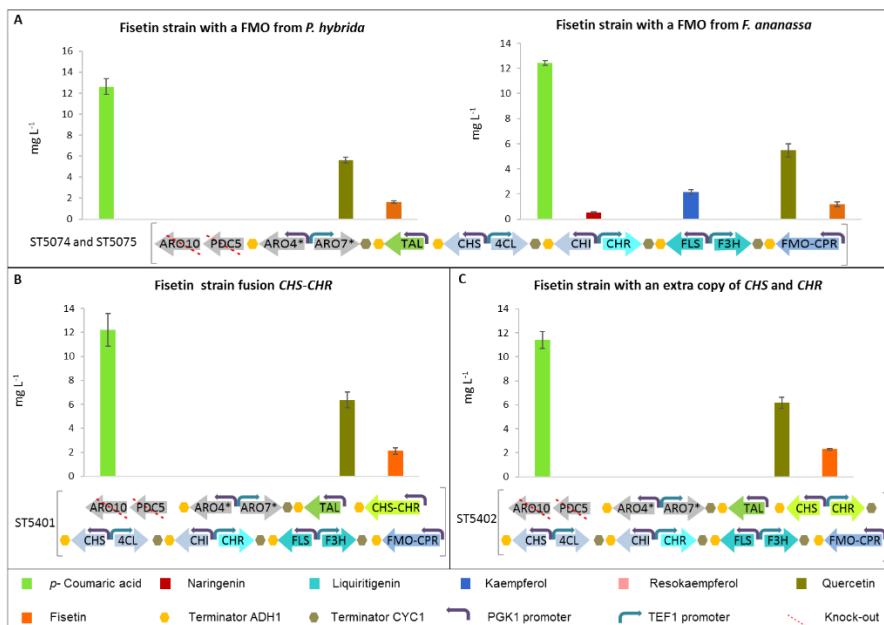 A
Fisetin strain with a FMO from P. hybrida
Fisetin strain with a FMO from F. ananassa
mg L⁻¹
16
14
12
10
8
6
4
2
0
mg L⁻¹
14
12
10
8
6
4
2
0
ST5074 and ST5075
ARO10 PDC5 ARO4* ARO7* TAL CHS 4CL CHI CHR FLS F3H FMO-CPR
B
Fisetin strain fusion CHS-CHR
mg L⁻¹
14
12
10
8
6
4
2
0
ST5401
ARO10 PDC5 ARO4* ARO7* TAL CHS-CHR
CHS 4CL CHI CHR FLS F3H FMO-CPR
C
Fisetin strain with an extra copy of CHS and CHR
mg L⁻¹
14
12
10
8
6
4
2
0
ST5402
ARO10 PDC5 ARO4* ARO7* TAL CHS CHR
CHS 4CL CHI CHR FLS F3H FMO-CPR
p- Coumaric acid Naringenin Liquiritigenin Kaempferol Resokaempferol Quercetin
Fisetin Terminator ADH1 Terminator CYC1 PGK1 promoter TEF1 promoter Knock-out